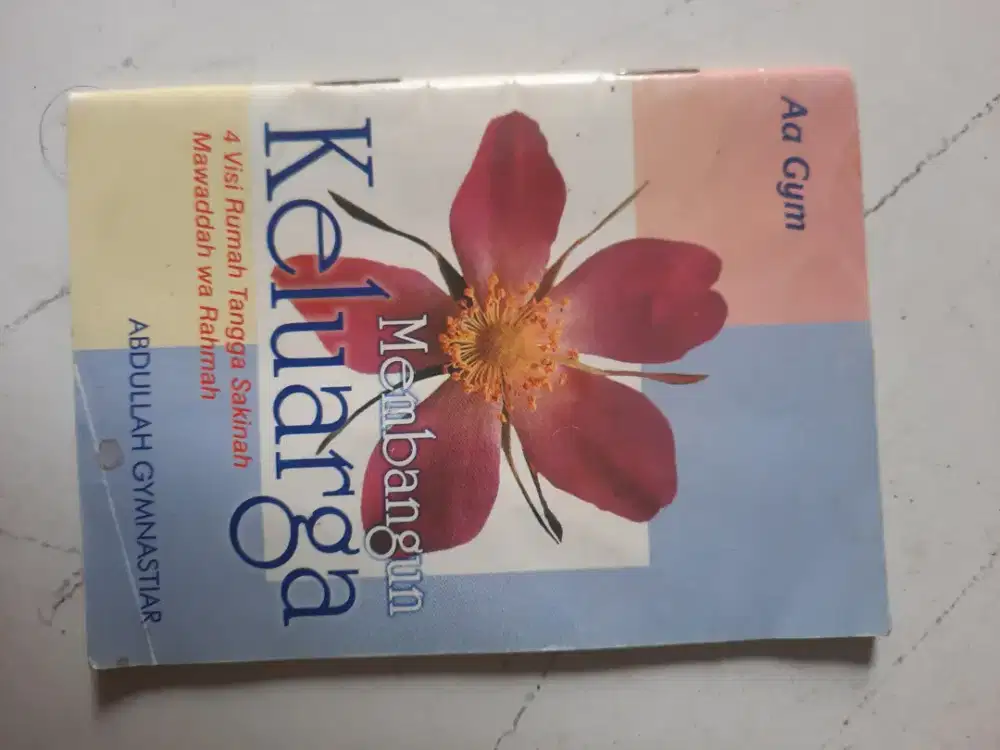 Aa Gym
Membangun
Keluarga
4 Visi Rumah Tangga Sakinah
Mawaddah wa Rahmah
ABDULLAH GYMNASTIAR